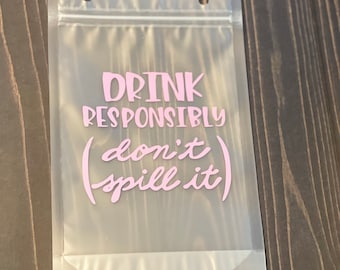 DRINK
RESPONSIBLY
(don't
spill it)